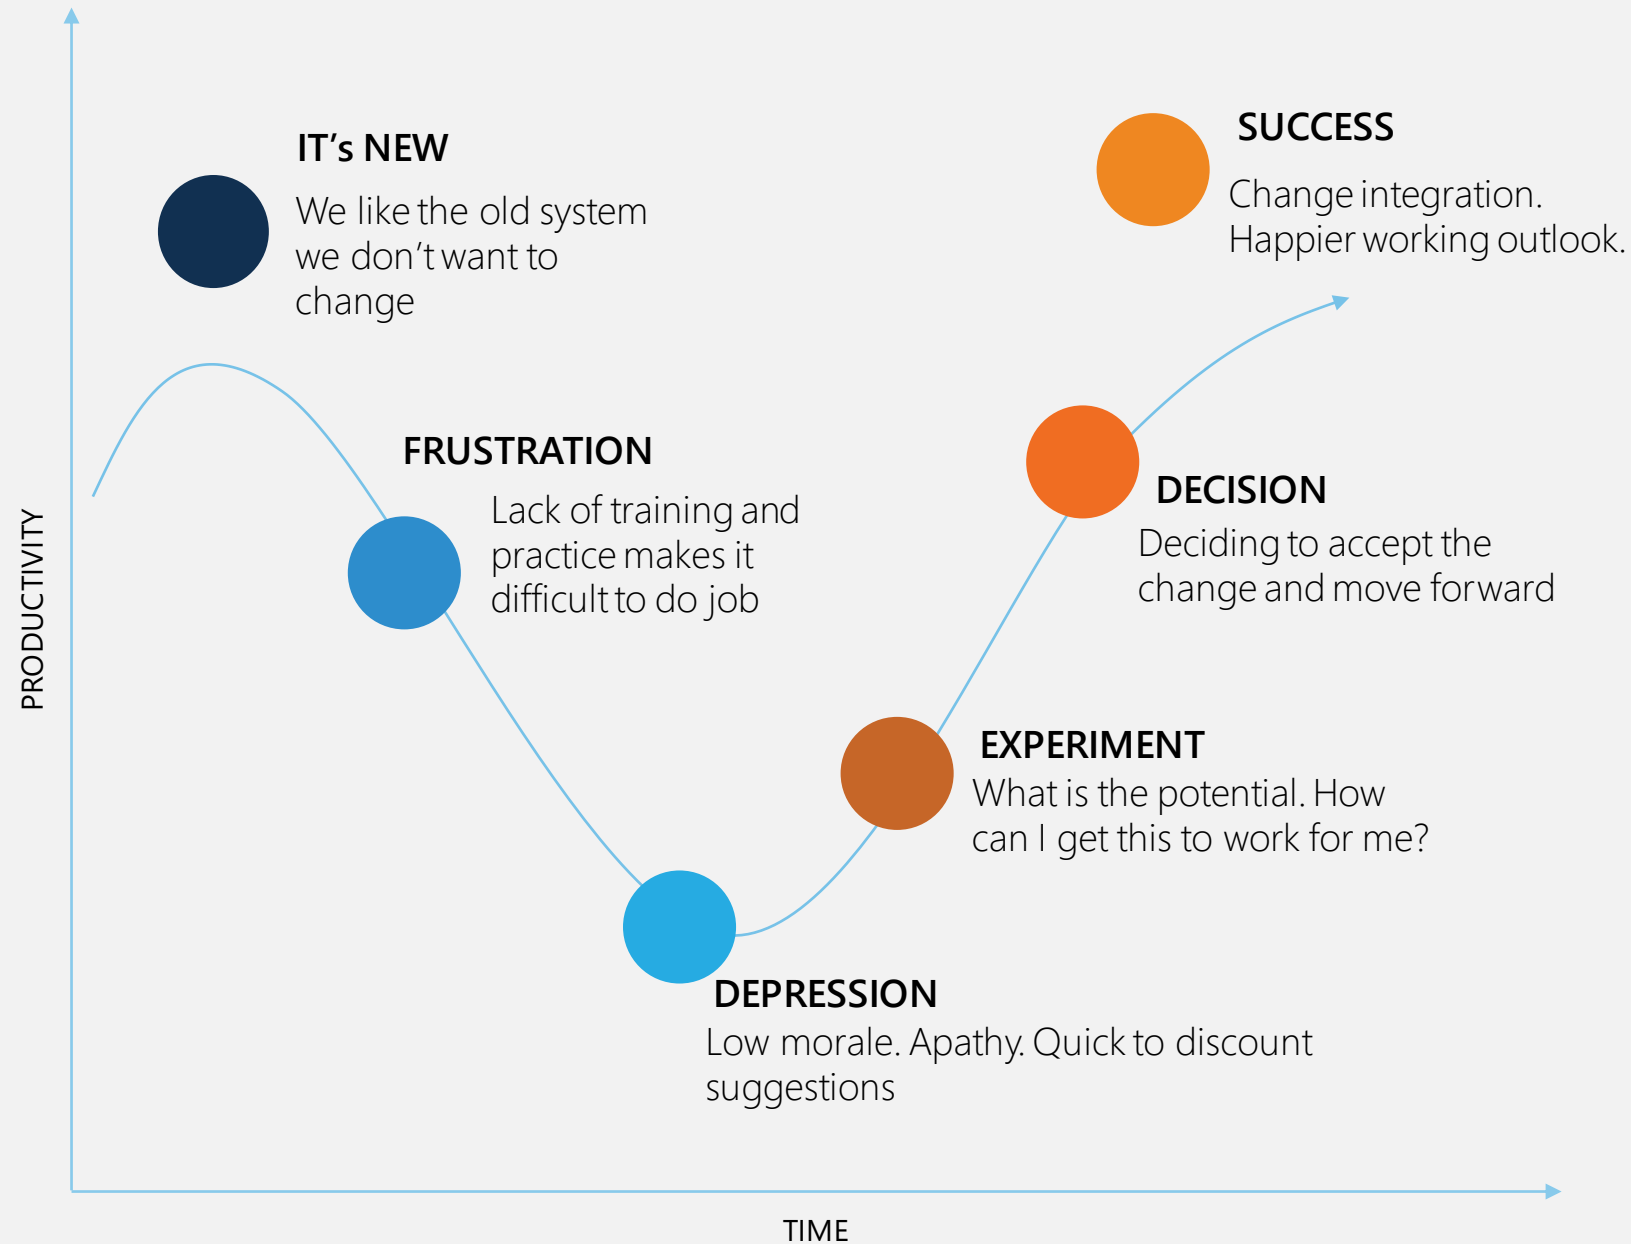 IT's NEW
We like the old system
we don't want to
change
SUCCESS
Change integration.
Happier working outlook.
FRUSTRATION
Lack of training and
practice makes it
difficult to do job
DECISION
Deciding to accept the
change and move forward
PRODUCTIVITY
EXPERIMENT
What is the potential. How
can I get this to work for me?
DEPRESSION
Low morale. Apathy. Quick to discount
suggestions
TIME